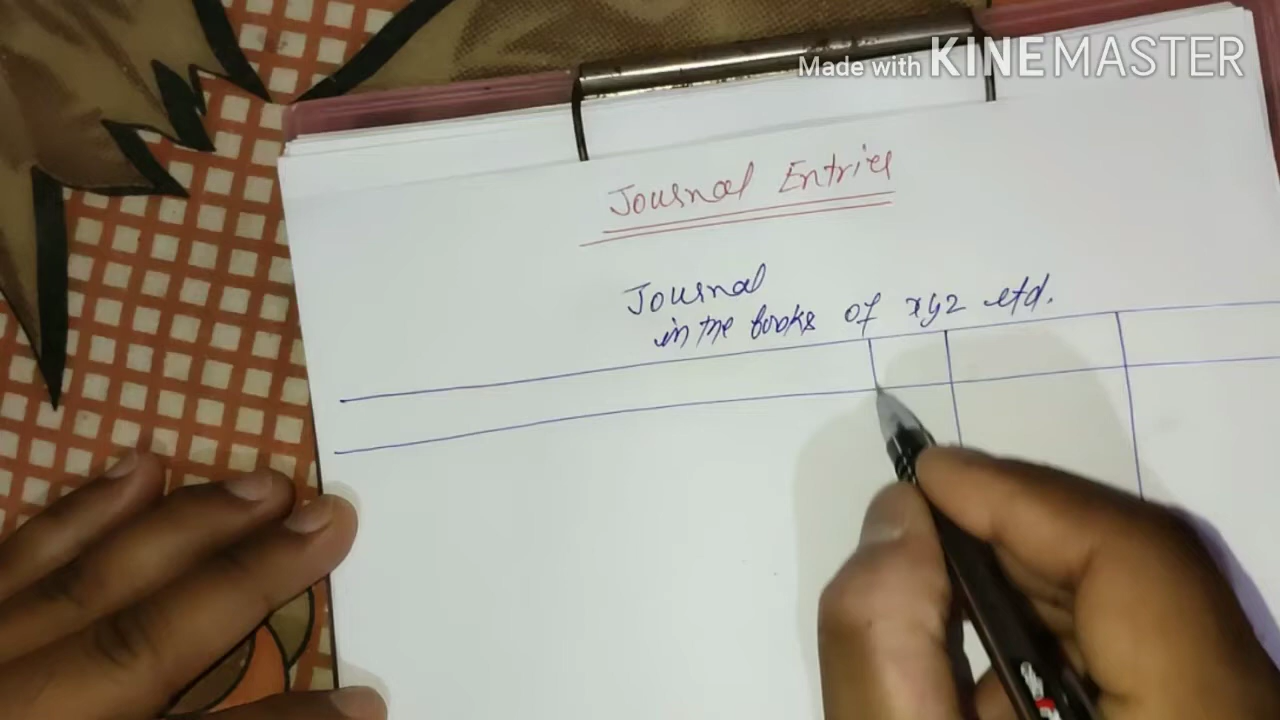 Made with KINEMASTER
Journal Entries
Journal
in the books of xyz ltd.